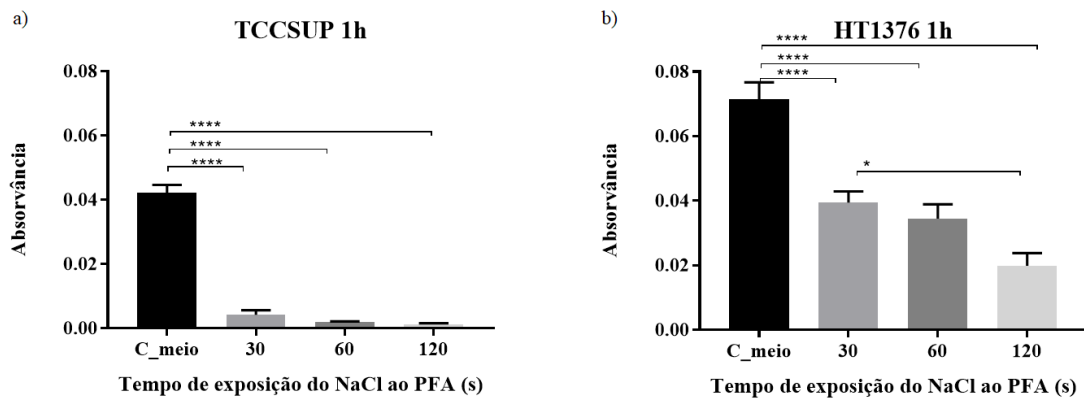 a)
TCCSUP 1h
0.08
0.06
0.04
0.02
0.00
Absorvância
****
****
****
C_meio 30 60 120
Tempo de exposição do NaCl ao PFA (s)
b)
HT1376 1h
0.08
0.06
0.04
0.02
0.00
Absorvância
****
****
****
*
C_meio 30 60 120
Tempo de exposição do NaCl ao PFA (s)